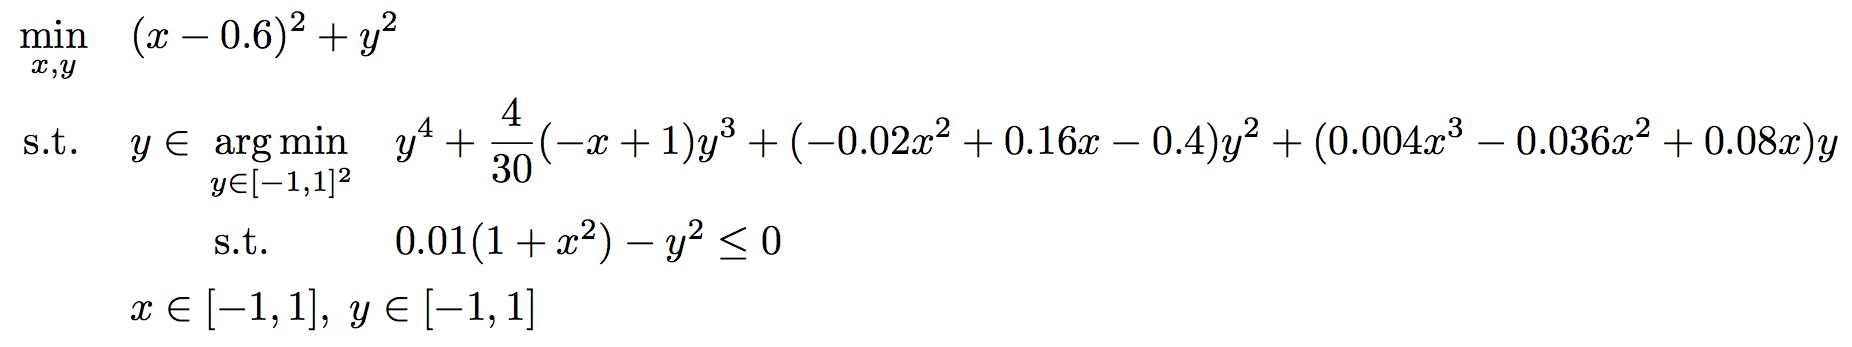 min x,y (x − 0.6)² + y²
s.t. y ∈ arg min y∈[−1,1]² y⁴ + 4/30 (−x + 1)y³ + (−0.02x² + 0.16x − 0.4)y² + (0.004x³ − 0.036x² + 0.08x)y
s.t. 0.01(1 + x²) − y² ≤ 0
x ∈ [−1, 1], y ∈ [−1, 1]